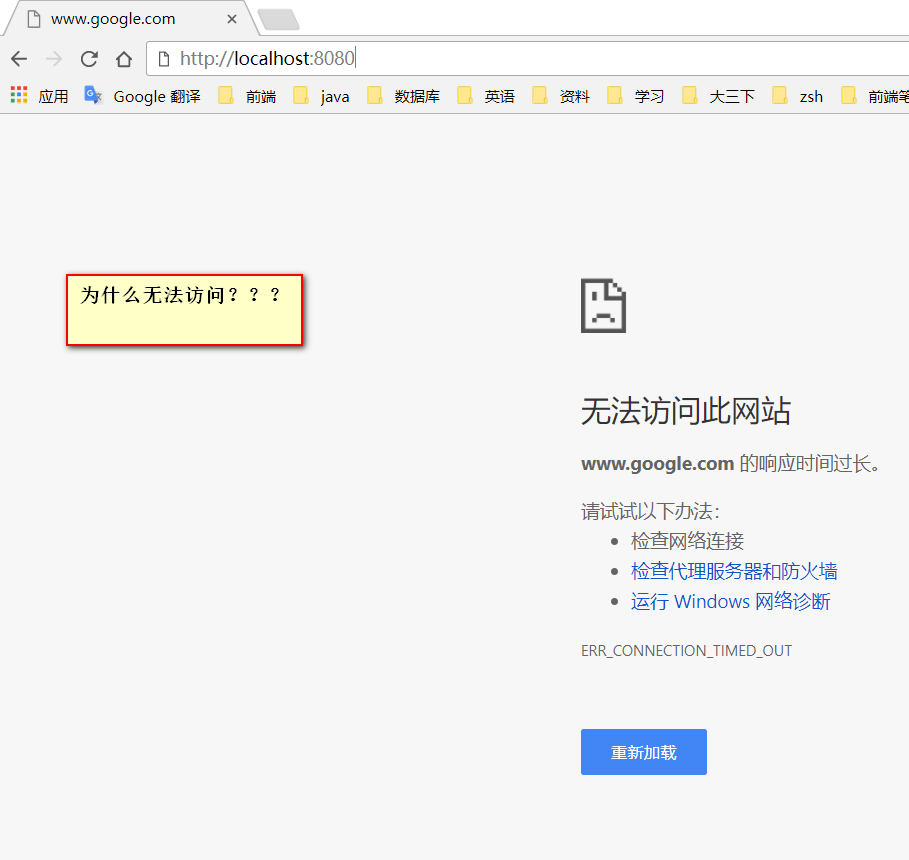 www.google.com
http://localhost:8080
应用 Google 翻译 前端 java 数据库 英语 资料 学习 大三下 zsh 前端笔
为什么无法访问？？？
无法访问此网站
www.google.com 的响应时间过长。
请试试以下办法：
检查网络连接
检查代理服务器和防火墙
运行 Windows 网络诊断
ERR_CONNECTION_TIMED_OUT
重新加载